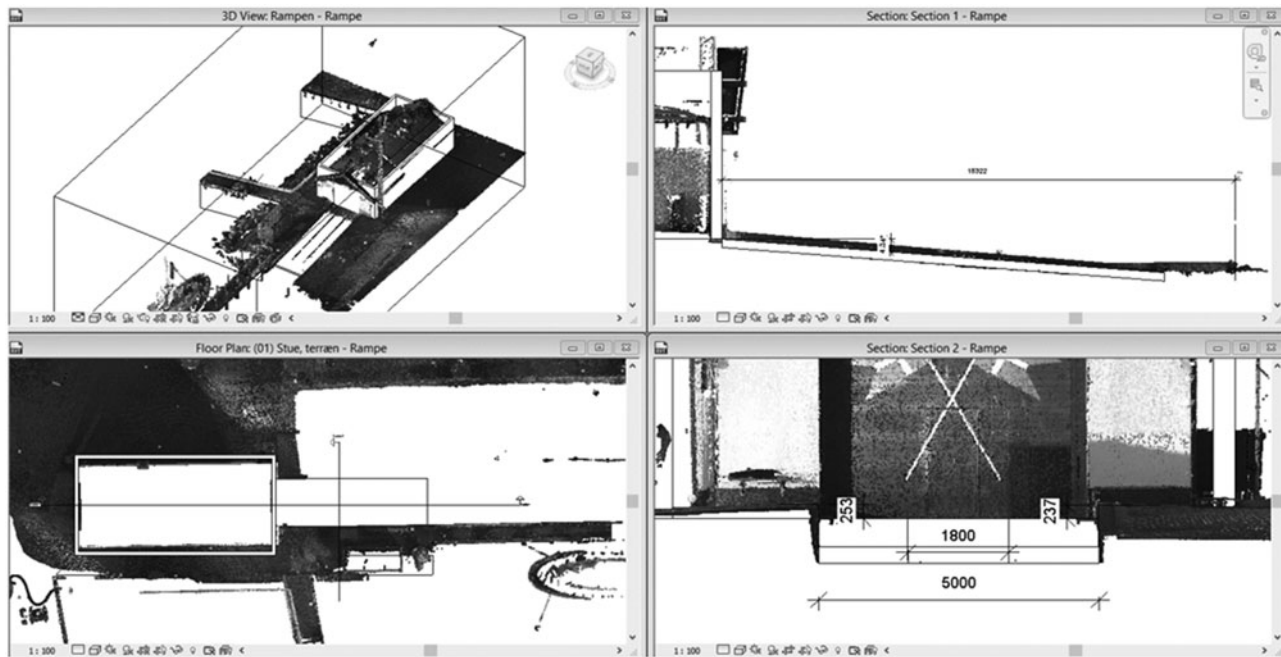 3D View: Rampen - Rampe
1 : 100
Section: Section 1 - Rampe
1 : 100
Floor Plan: (01) Stue, terræn - Rampe
1 : 100
Section: Section 2 - Rampe
253
237
1800
5000
1 : 100